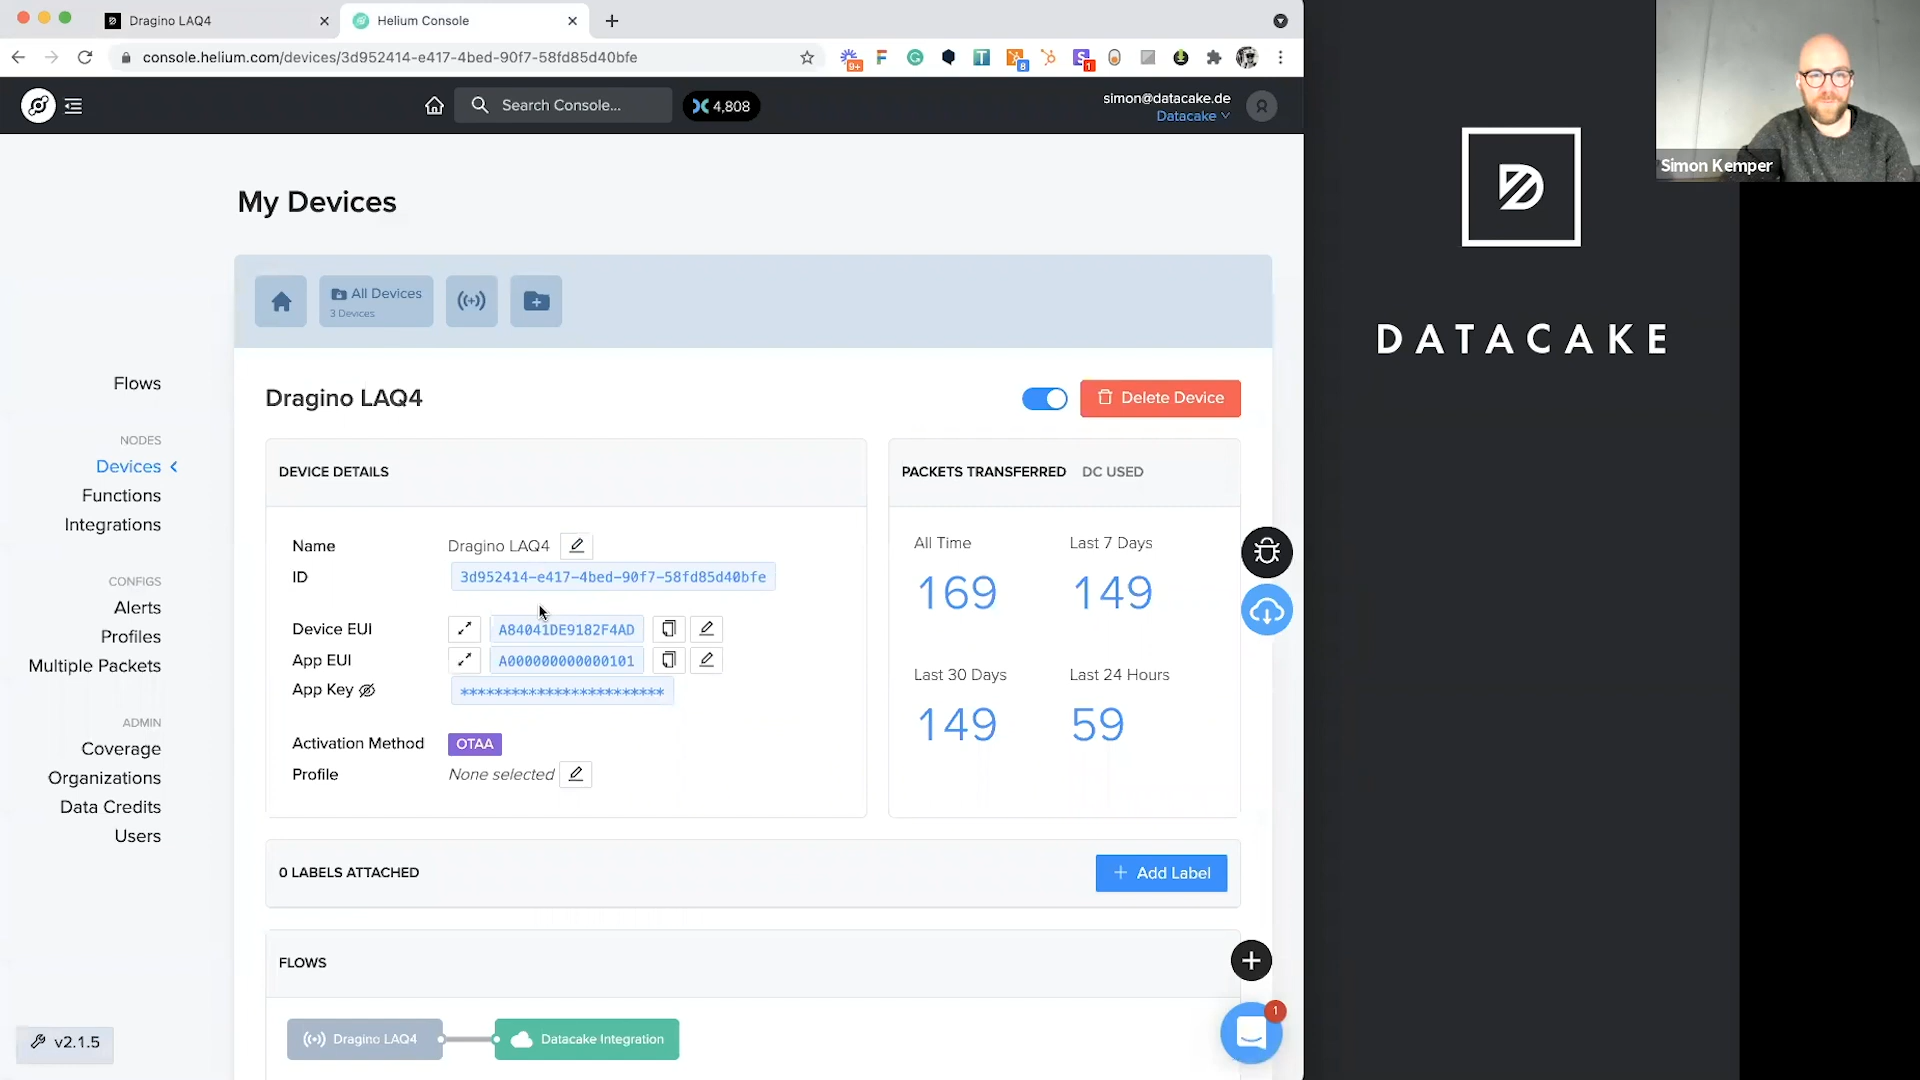 Dragino LAQ4
Helium Console
console.helium.com/devices/3d952414-e417-4bed-90f7-58fd85d40bfe
9+
8
1
Search Console...
4,808
simon@datacake.de
Datacake
My Devices
All Devices
3 Devices
Flows
NODES
Devices
Functions
Integrations
CONFIGS
Alerts
Profiles
Multiple Packets
ADMIN
Coverage
Organizations
Data Credits
Users
v2.1.5
Dragino LAQ4
Delete Device
DEVICE DETAILS
Name
Dragino LAQ4
ID
3d952414-e417-4bed-90f7-58fd85d40bfe
Device EUI
A84041DE9182F4AD
App EUI
A000000000000101
App Key
************************
Activation Method
OTAA
Profile
None selected
PACKETS TRANSFERRED
DC USED
All Time
169
Last 7 Days
149
Last 30 Days
149
Last 24 Hours
59
0 LABELS ATTACHED
Add Label
FLOWS
Dragino LAQ4
Datacake Integration
1
DATACAKE
Simon Kemper